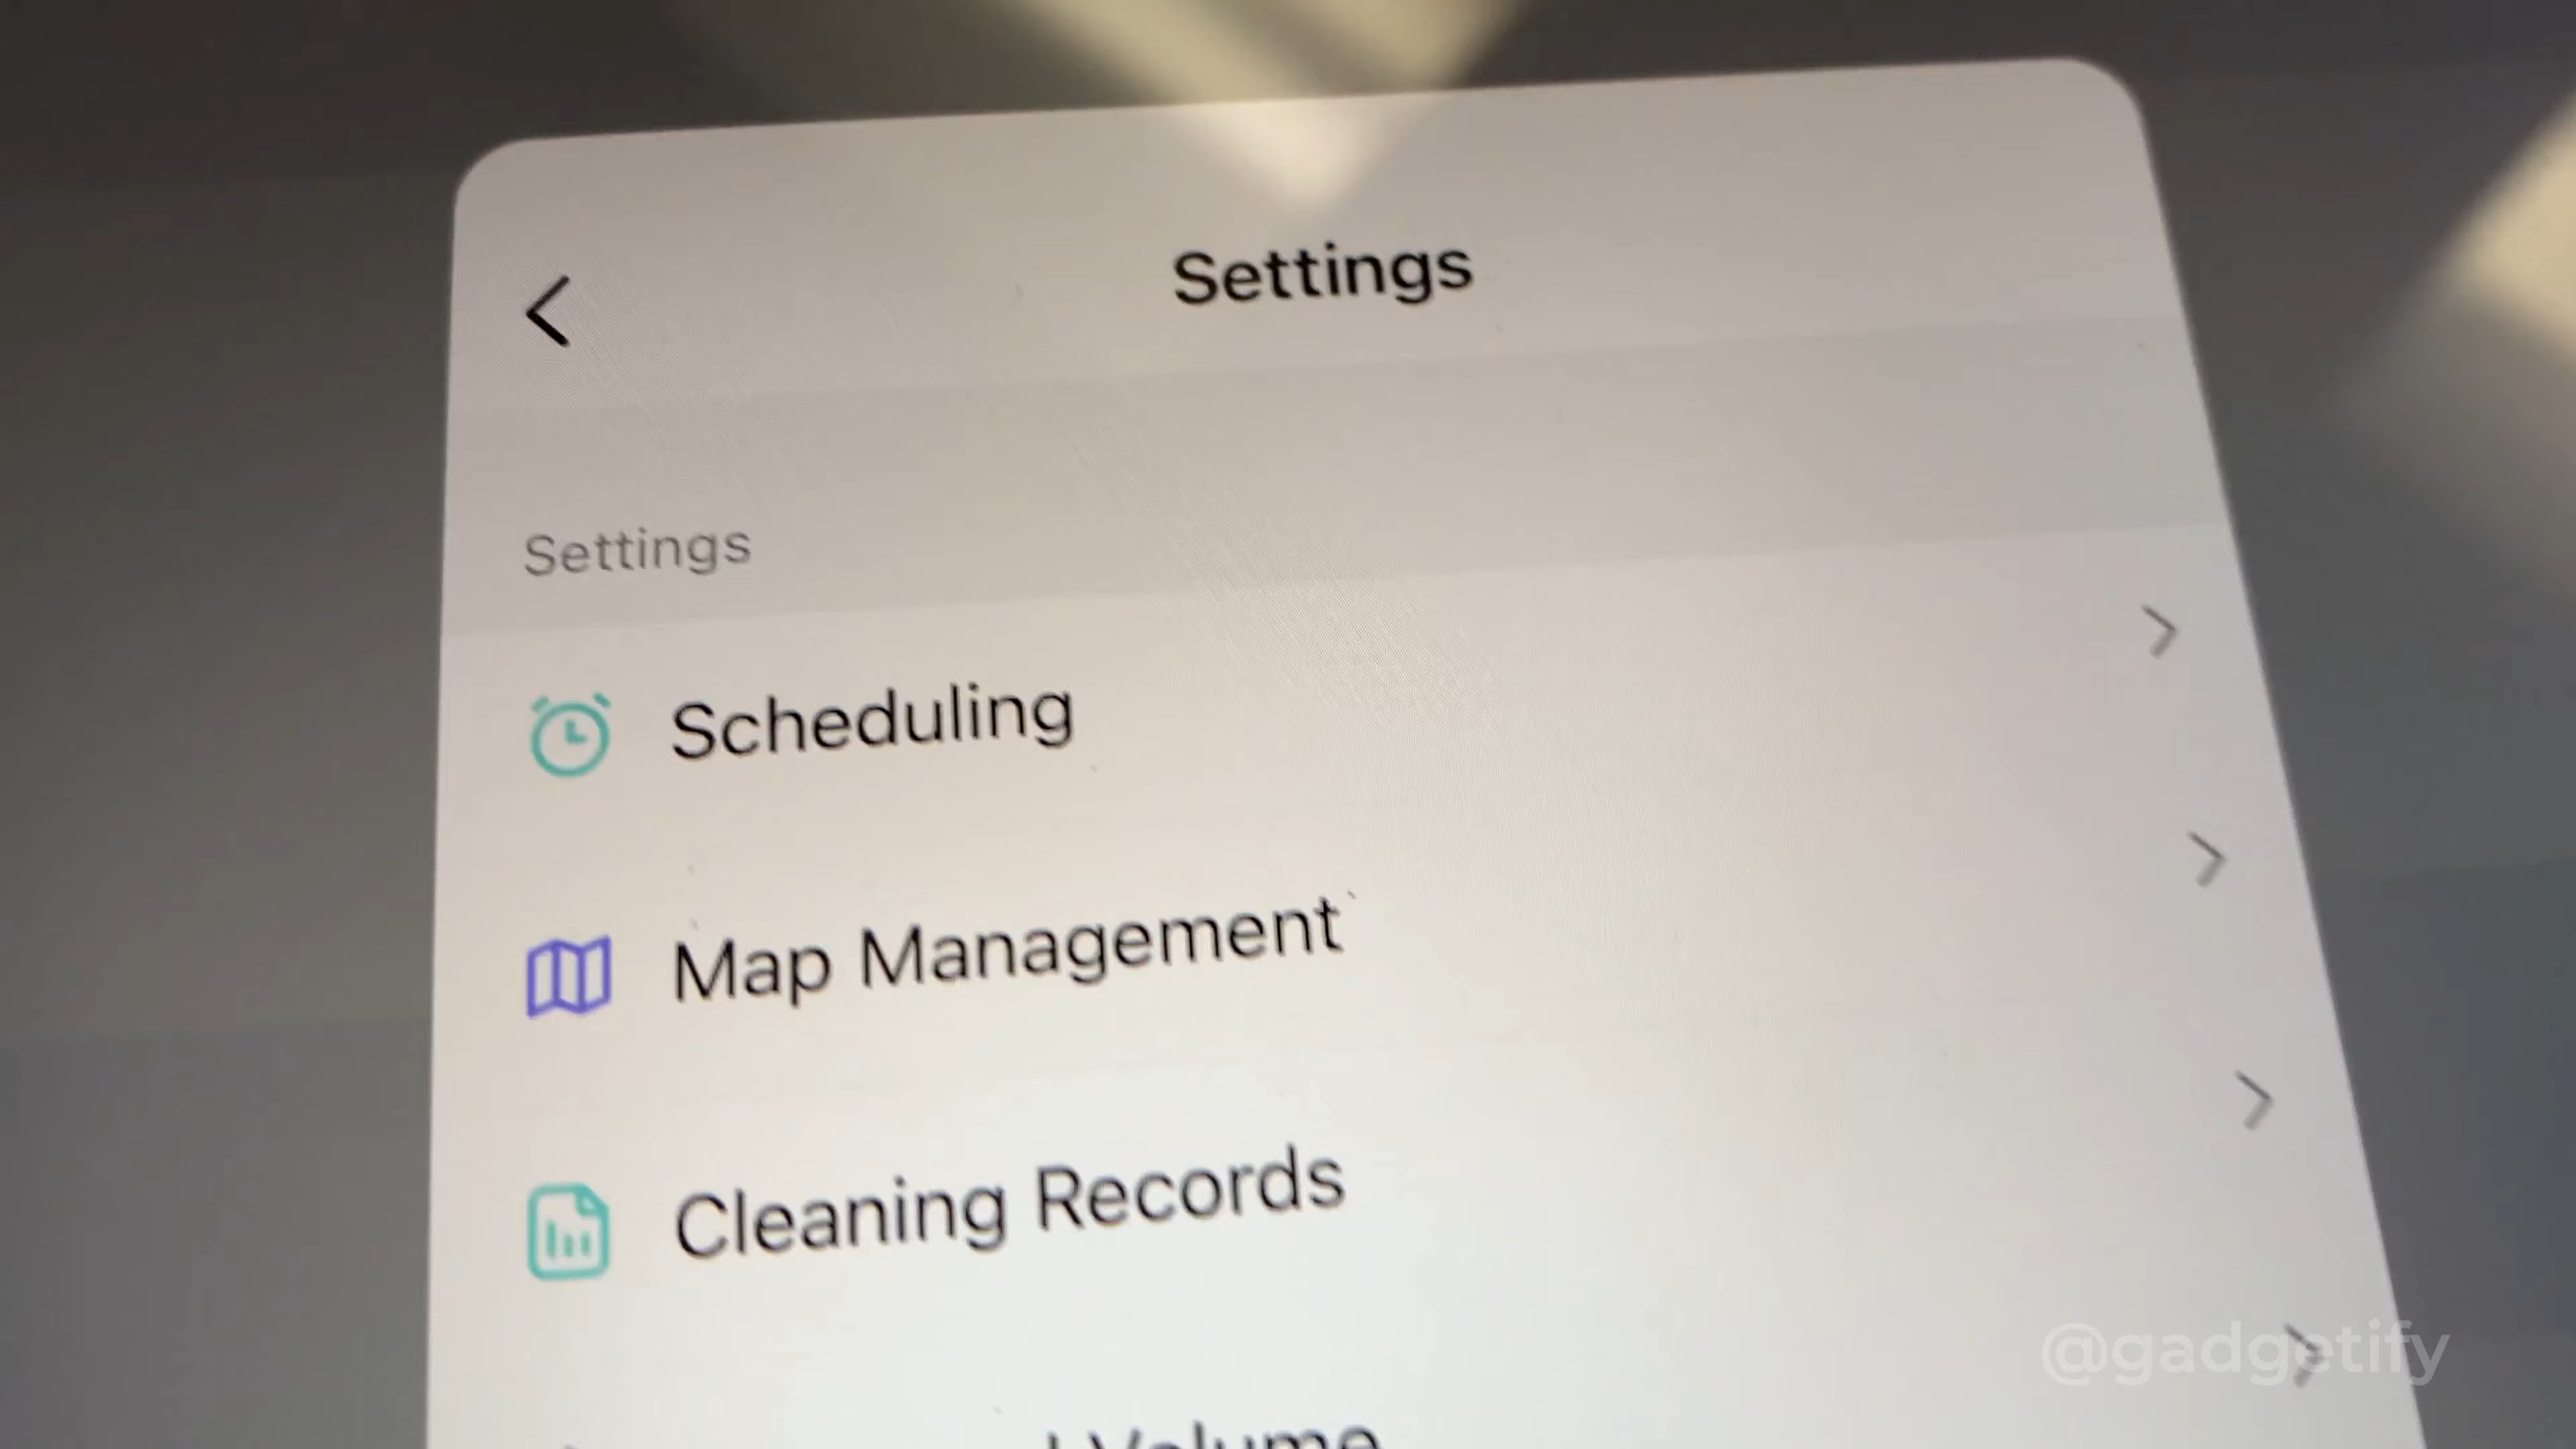 Settings
Settings
Scheduling
Map Management
Cleaning Records
Volume
@gadgetify